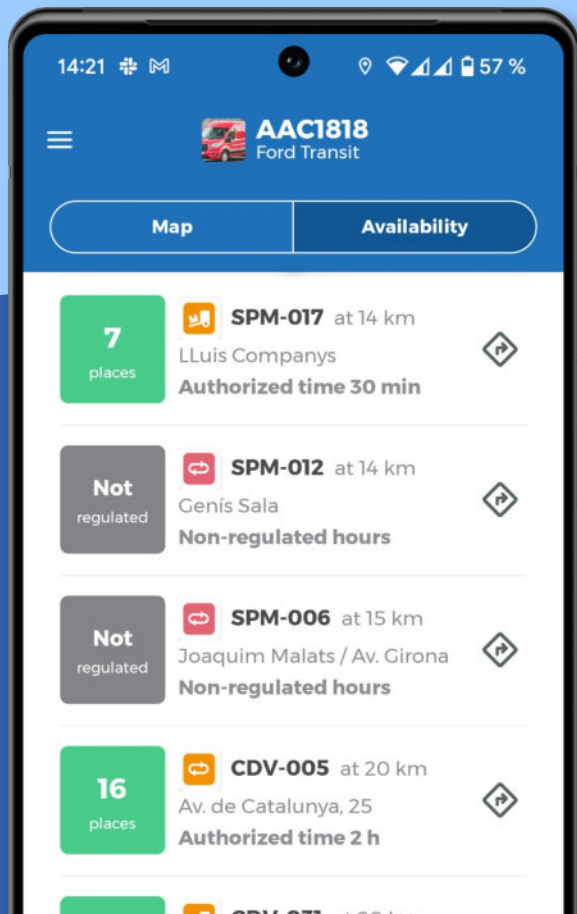 14:21
57 %
AAC1818
Ford Transit
Map
Availability
7
places
SPM-017 at 14 km
LLuis Companys
Authorized time 30 min
Not
regulated
SPM-012 at 14 km
Genís Sala
Non-regulated hours
Not
regulated
SPM-006 at 15 km
Joaquim Malats / Av. Girona
Non-regulated hours
16
places
CDV-005 at 20 km
Av. de Catalunya, 25
Authorized time 2 h